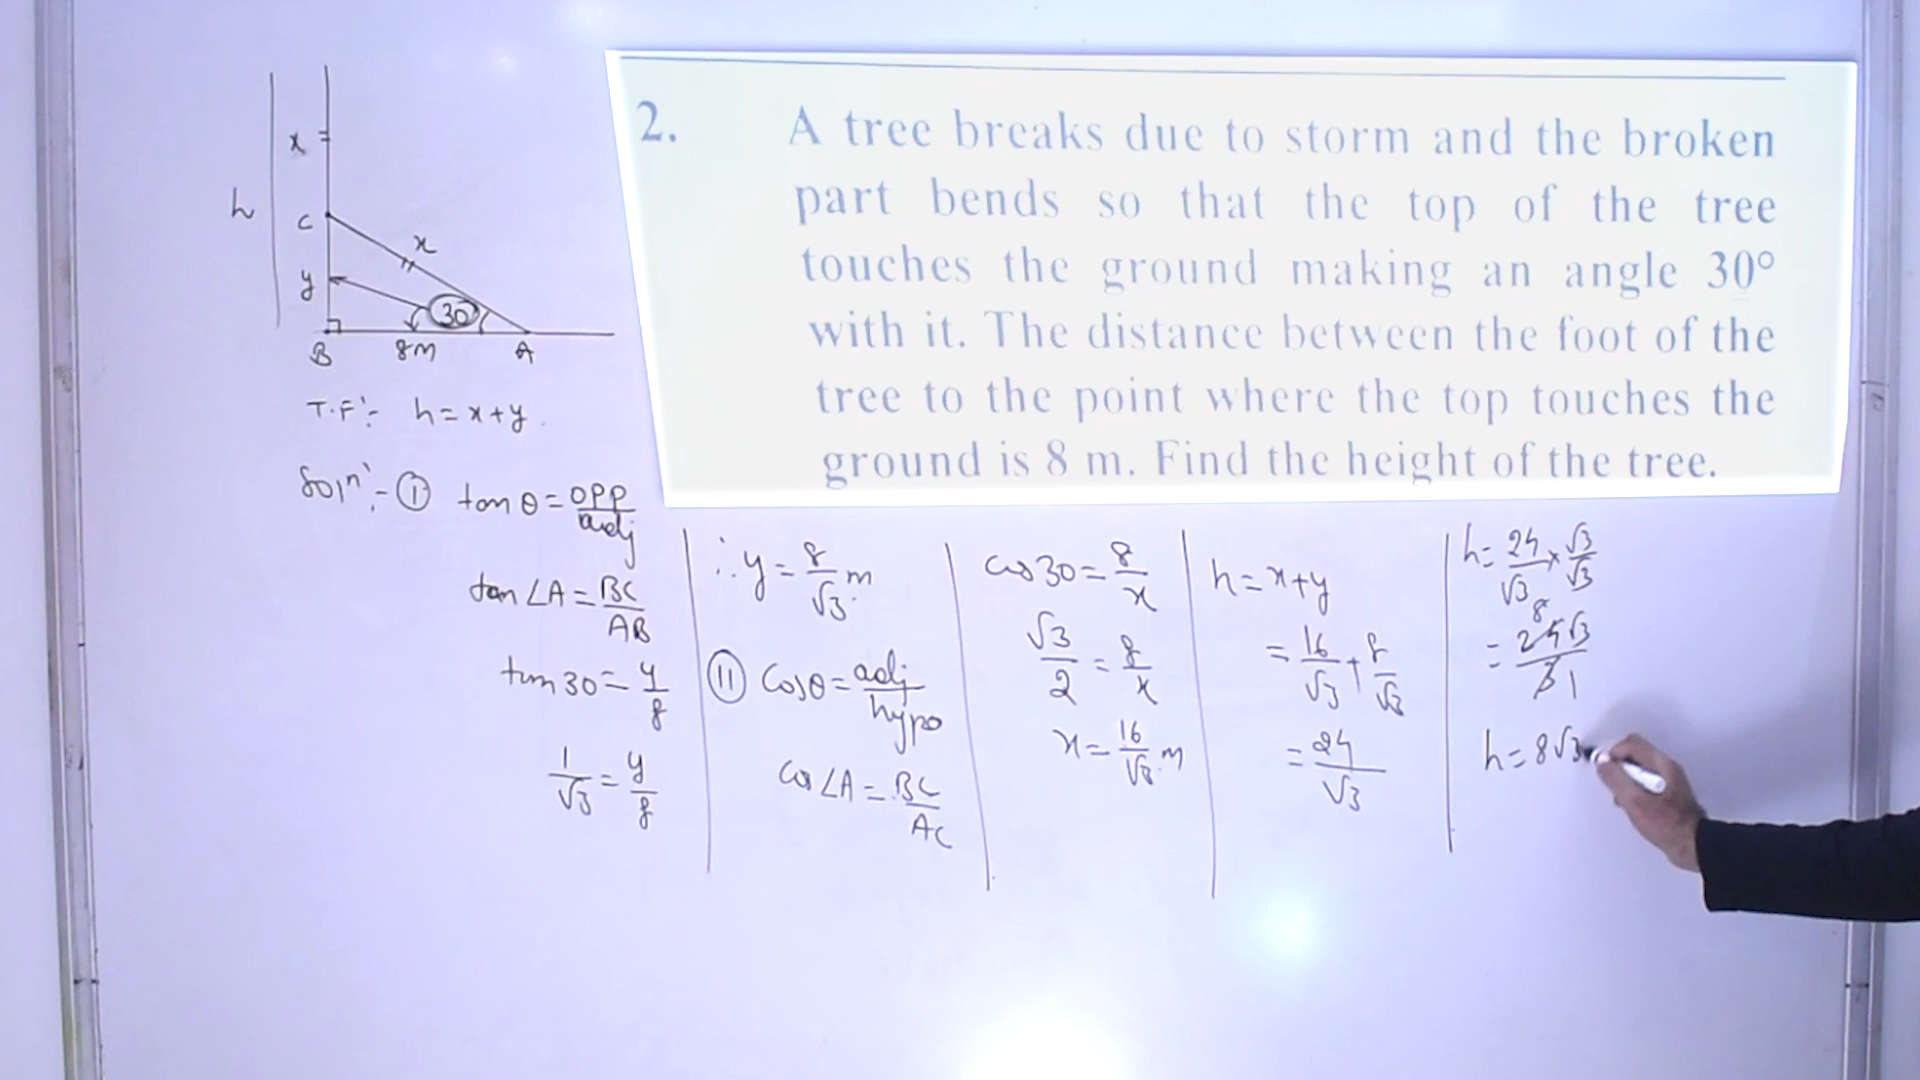 2. A tree breaks due to storm and the broken
part bends so that the top of the tree
touches the ground making an angle 30°
with it. The distance between the foot of the
tree to the point where the top touches the
ground is 8 m. Find the height of the tree.
x
h
C
x
y
30
B
8M
A
T.F:- h=x+y.
Solⁿ:- ① tan θ = opp/adj
tan ∠A = BC/AB
tan 30 = y/8
1/√3 = y/8
∴ y = 8/√3 m
② cos θ = adj/hypo
cos ∠A = BC/AC
cos 30 = 8/x
√3/2 = 8/x
x = 16/√3 m
h = x+y
= 16/√3 + 8/√3
= 24/√3
h = 24/√3 × √3/√3
= 24√3/3 8 1
h = 8√3